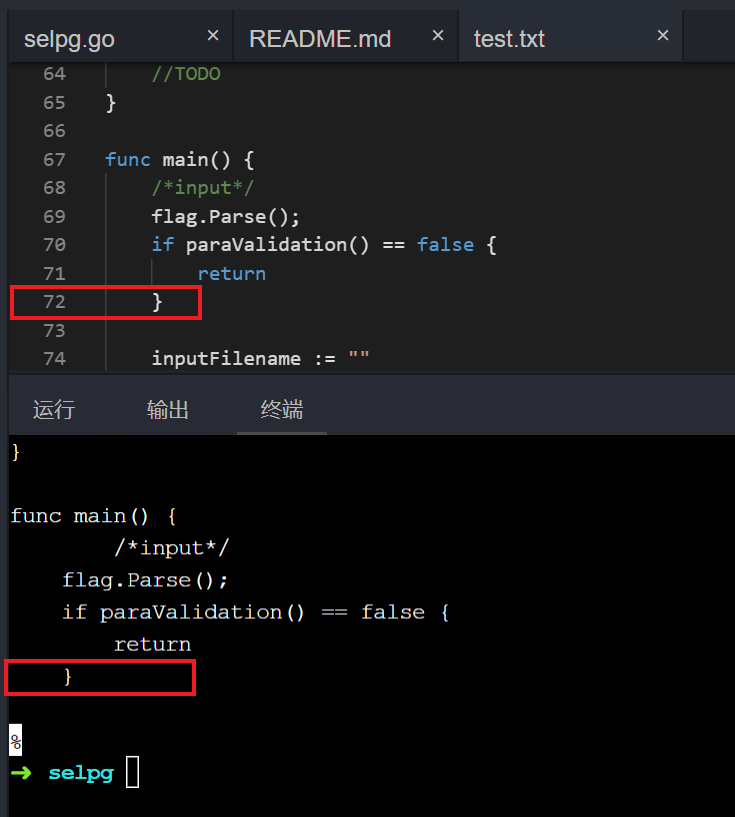 selpg.go × README.md × test.txt ×
64 //TODO
65 }
66
67 func main() {
68 /*input*/
69 flag.Parse();
70 if paraValidation() == false {
71 return
72 }
73
74 inputFilename := ""
运行 输出 终端
}
func main() {
/*input*/
flag.Parse();
if paraValidation() == false {
return
}
%
➜ selpg